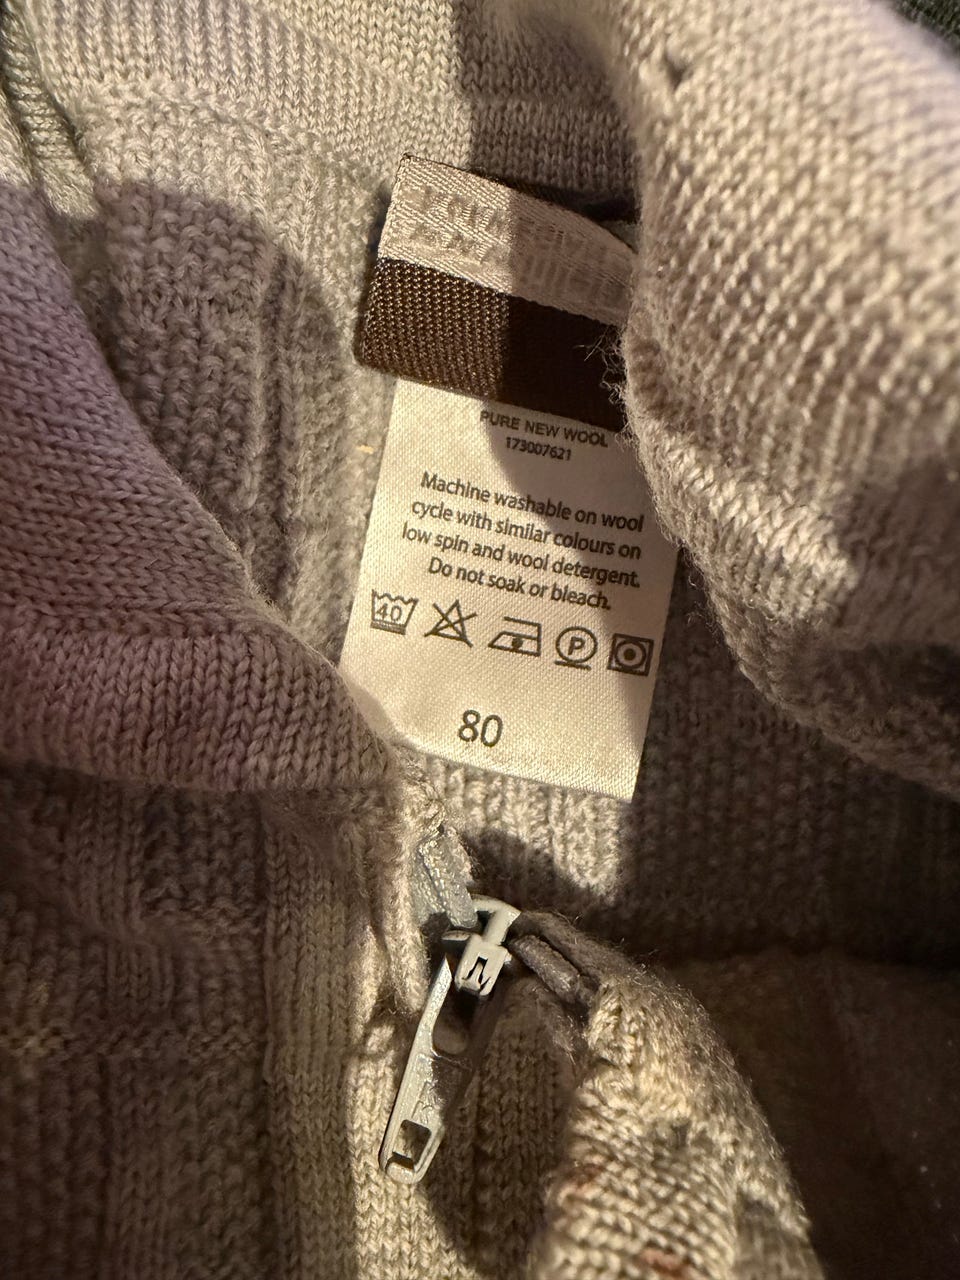 PURE NEW WOOL
173007621
Machine washable on wool
cycle with similar colours on
low spin and wool detergent.
Do not soak or bleach.
40 P
80